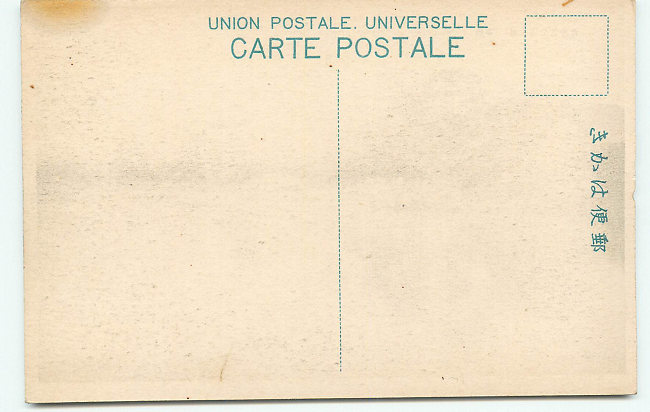 UNION POSTALE. UNIVERSELLE
CARTE POSTALE
郵便はかき